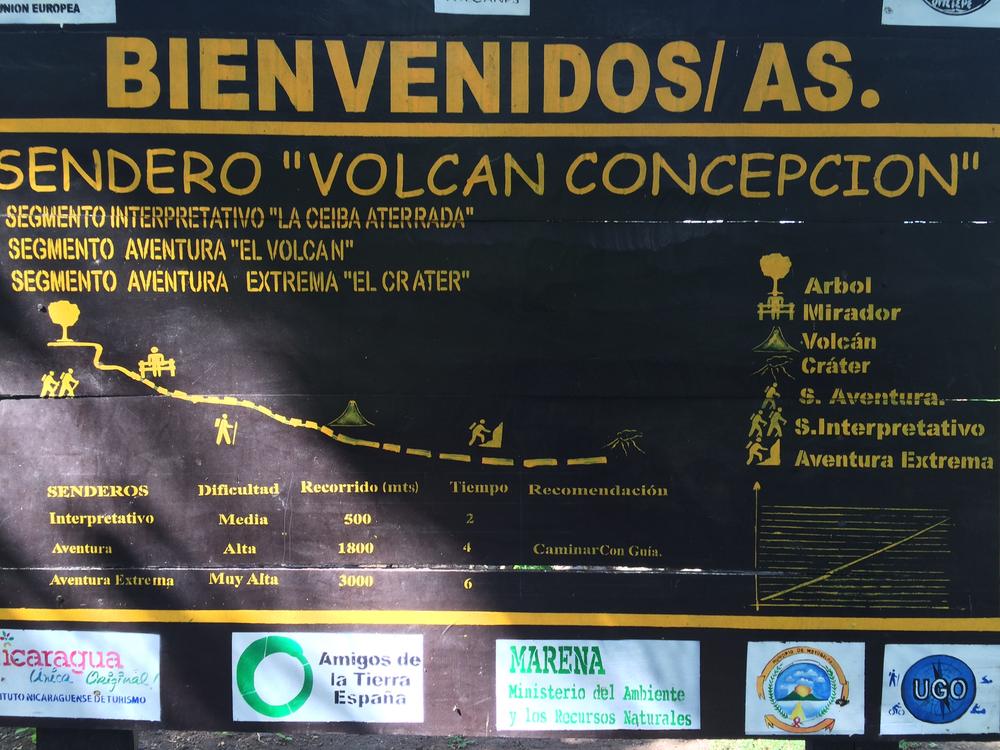 UNION EUROPEA
BIENVENIDOS/ AS.
SENDERO "VOLCAN CONCEPCION"
SEGMENTO INTERPRETATIVO "LA CEIBA ATERRADA"
SEGMENTO AVENTURA "EL VOLCAN"
SEGMENTO AVENTURA EXTREMA "EL CRATER"
Arbol
Mirador
Volcán
Cráter
S. Aventura.
S.Interpretativo
Aventura Extrema
SENDEROS Dificultad Recorrido (mts) Tiempo Recomendación
Interpretativo Media 500 2
Aventura Alta 1800 4 Caminar Con Guía.
Aventura Extrema Muy Alta 3000 6
icaragua
Unica Original!
TUTO NICARAGUENSE DE TURISMO
Amigos de
la Tierra
España
MARENA
Ministerio del Ambiente
y los Recursos Naturales
UGO